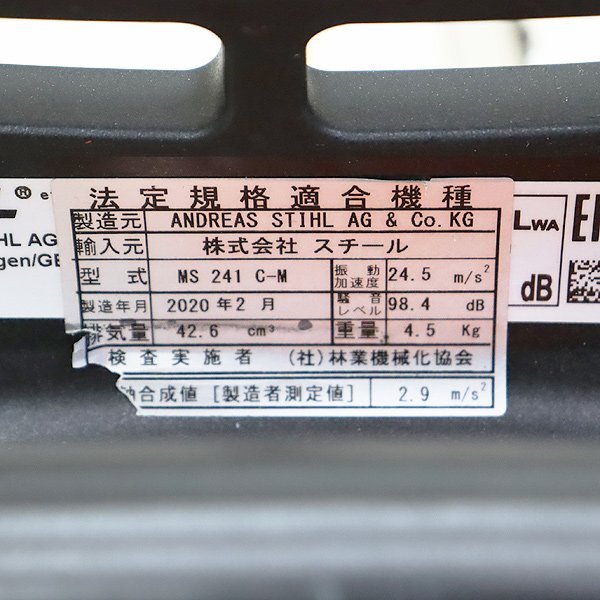 法定規格適合機種
製造元 ANDREAS STIHL AG & Co. KG
輸入元 株式会社 スチール
型式 MS 241 C-M 振動加速度 24.5 m/s²
製造年月 2020年2月 騒音レベル 98.4 dB
排気量 42.6 cm³ 重量 4.5 Kg
検査実施者 (社)林業機械化協会
合成値 [製造者測定値] 2.9 m/s²
L®
HL AG
gen/GE
LWA
dB